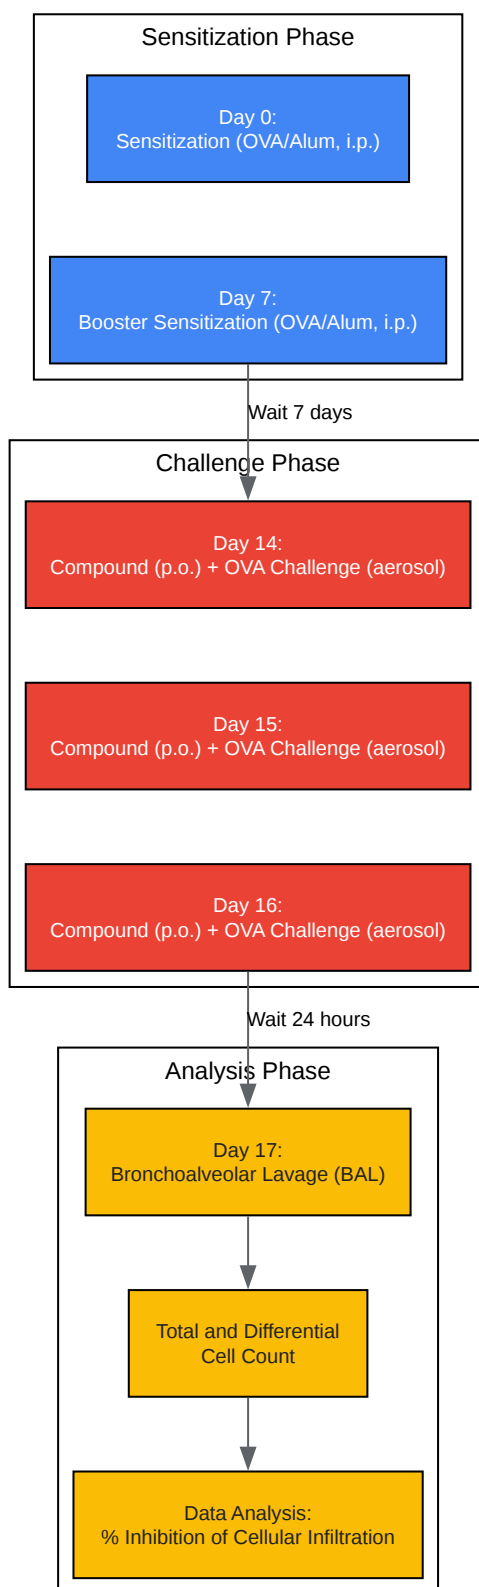 Sensitization Phase
Day 0:
Sensitization (OVA/Alum, i.p.)
Day 7:
Booster Sensitization (OVA/Alum, i.p.)
Wait 7 days
Challenge Phase
Day 14:
Compound (p.o.) + OVA Challenge (aerosol)
Day 15:
Compound (p.o.) + OVA Challenge (aerosol)
Day 16:
Compound (p.o.) + OVA Challenge (aerosol)
Wait 24 hours
Analysis Phase
Day 17:
Bronchoalveolar Lavage (BAL)
Total and Differential
Cell Count
Data Analysis:
% Inhibition of Cellular Infiltration